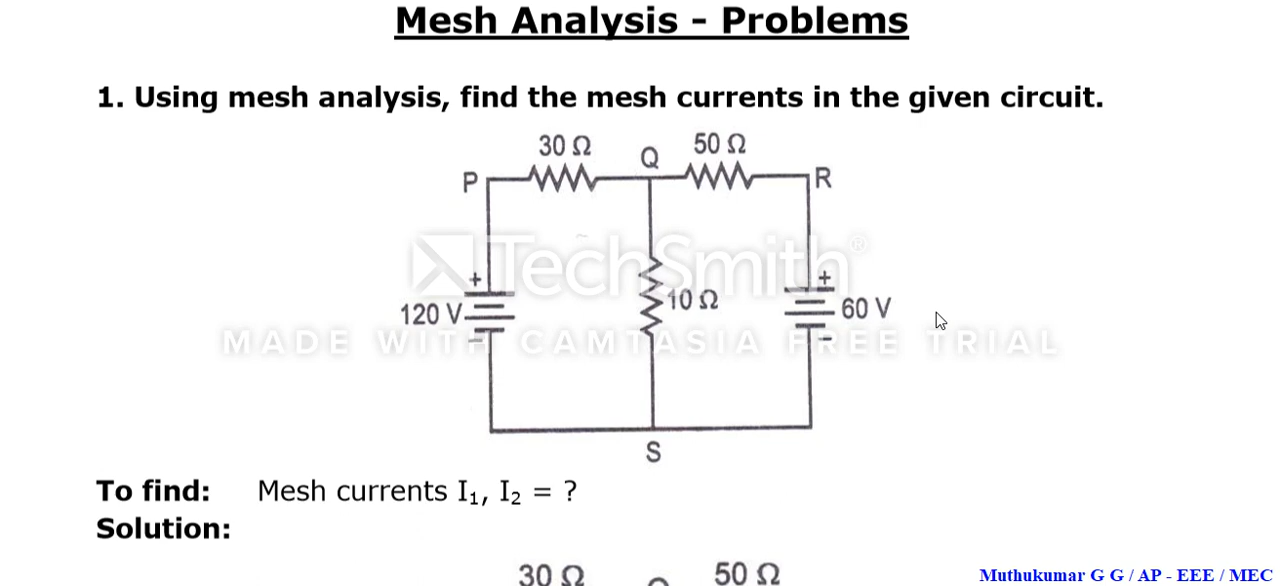 Mesh Analysis - Problems
1. Using mesh analysis, find the mesh currents in the given circuit.
30 Ω
50 Ω
Q
P
R
TechSmith®
+
+
10 Ω
120 V
60 V
MADE WITH CAMTASIA FREE TRIAL
-
-
S
To find: Mesh currents I₁, I₂ = ?
Solution:
30 Ω
50 Ω
Muthukumar G G / AP - EEE / MEC